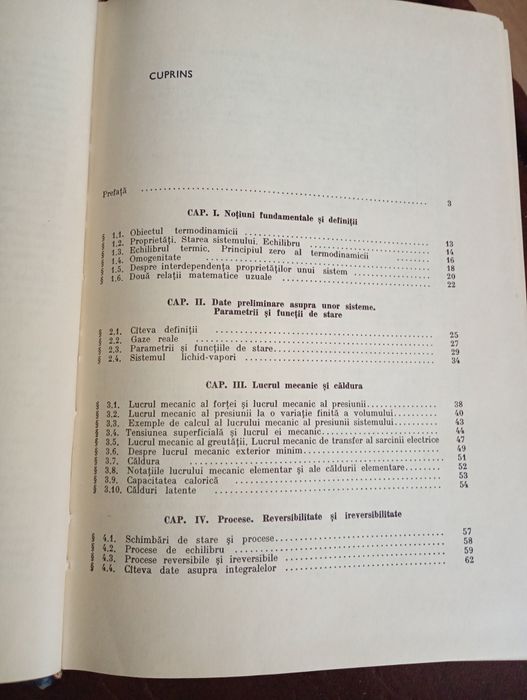 CUPRINS
Prefață . . . . . 3
CAP. I. Noțiuni fundamentale și definiții
§ 1.1. Obiectul termodinamicii . . . . . 13
§ 1.2. Proprietăți. Starea sistemului. Echilibru . . . . . 14
§ 1.3. Echilibrul termic. Principiul zero al termodinamicii . . . . . 16
§ 1.4. Omogenitate . . . . . 18
§ 1.5. Despre interdependența proprietăților unui sistem . . . . . 20
§ 1.6. Două relații matematice uzuale . . . . . 22
CAP. II. Date preliminare asupra unor sisteme.
Parametrii și funcții de stare
§ 2.1. Cîteva definiții . . . . . 25
§ 2.2. Gaze reale . . . . . 27
§ 2.3. Parametrii și funcțiile de stare . . . . . 29
§ 2.4. Sistemul lichid-vapori . . . . . 34
CAP. III. Lucrul mecanic și căldura
§ 3.1. Lucrul mecanic al forței și lucrul mecanic al presiunii . . . . . 38
§ 3.2. Lucrul mecanic al presiunii la o variație finită a volumului . . . . . 40
§ 3.3. Exemple de calcul al lucrului mecanic al presiunii sistemului . . . . . 43
§ 3.4. Tensiunea superficială și lucrul ei mecanic . . . . . 44
§ 3.5. Lucrul mecanic al greutății, Lucrul mecanic de transfer al sarcinii electrice 47
§ 3.6. Despre lucrul mecanic exterior minim . . . . . 49
§ 3.7. Căldura . . . . . 51
§ 3.8. Notațiile lucrului mecanic elementar și ale căldurii elementare . . . . . 52
§ 3.9. Capacitatea calorică . . . . . 53
§ 3.10. Călduri latente . . . . . 54
CAP. IV. Procese. Reversibilitate și ireversibilitate
§ 4.1. Schimbări de stare și procese . . . . . 57
§ 4.2. Procese de echilibru . . . . . 58
§ 4.3. Procese reversibile și ireversibile . . . . . 59
§ 4.4. Cîteva date asupra integralelor . . . . . 62